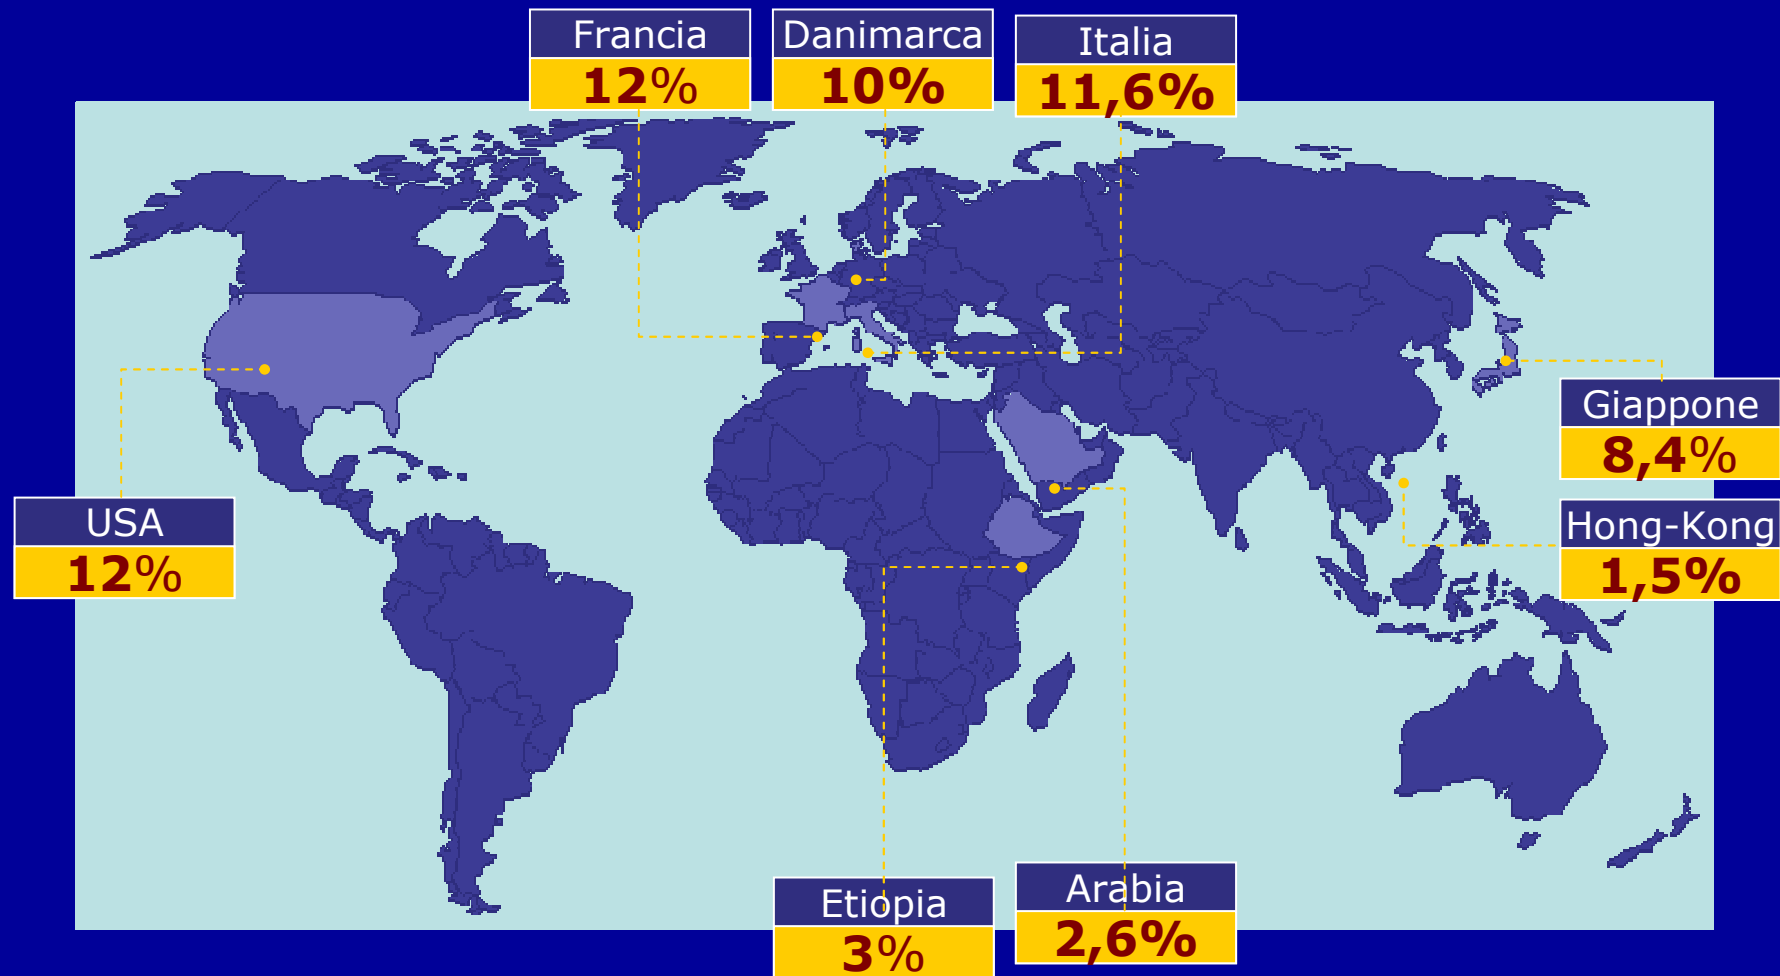 Francia
12%
Danimarca
10%
Italia
11,6%
Giappone
8,4%
USA
12%
Hong-Kong
1,5%
Etiopia
3%
Arabia
2,6%